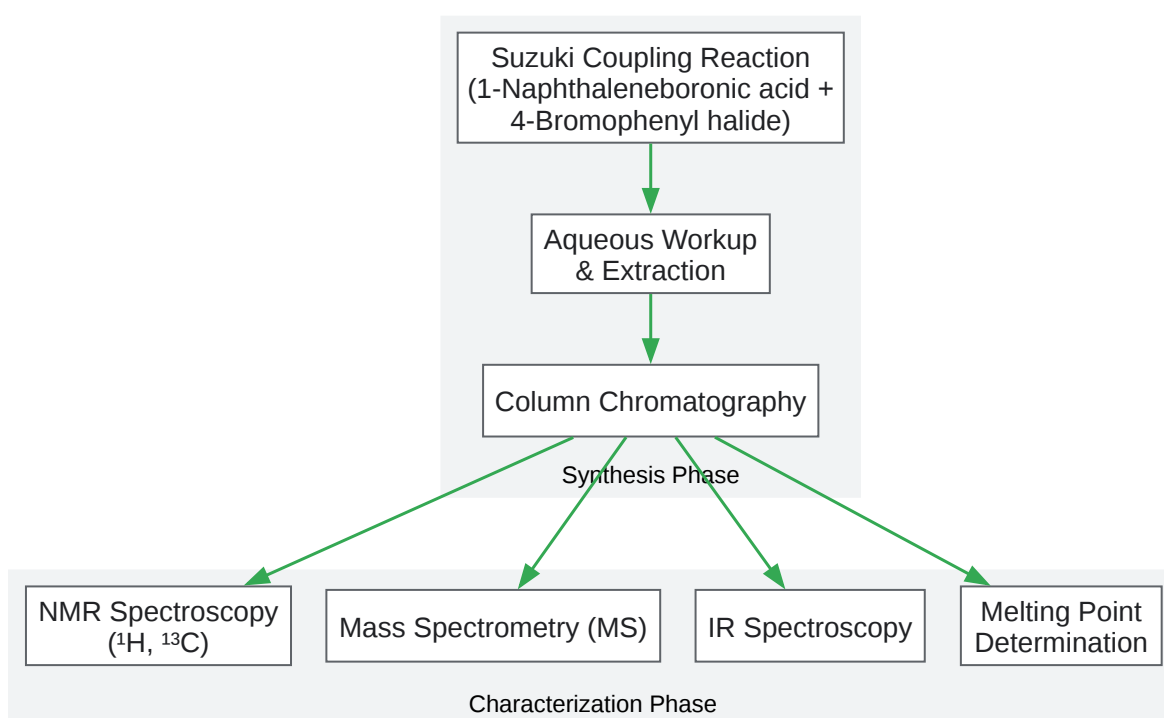 Suzuki Coupling Reaction
(1-Naphthaleneboronic acid +
4-Bromophenyl halide)
Aqueous Workup
& Extraction
Column Chromatography
Synthesis Phase
NMR Spectroscopy
(¹H, ¹³C)
Mass Spectrometry (MS)
IR Spectroscopy
Melting Point
Determination
Characterization Phase